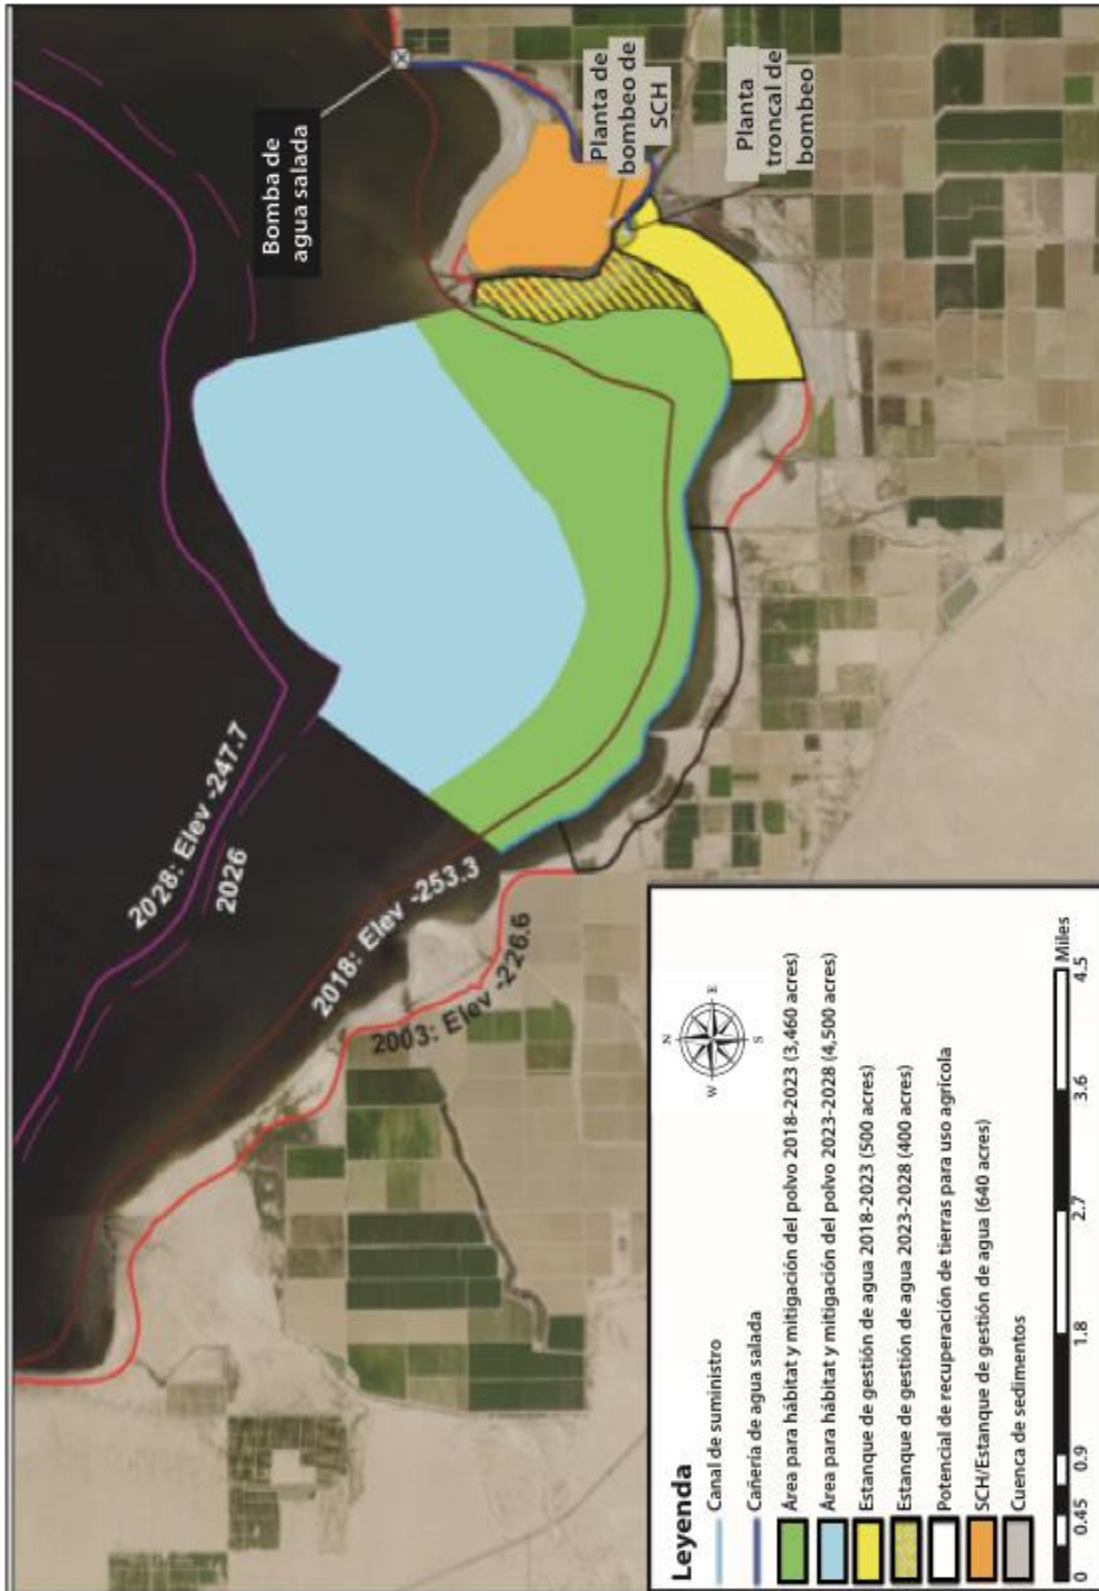 Bomba de
agua salada
Planta de
bombeo de
SCH
Planta
troncal de
bombeo
2028: Elev -247.7
2026
2018: Elev -253.3
2003: Elev -226.6
Leyenda
Canal de suministro
Cañería de agua salada
Área para hábitat y mitigación del polvo 2018-2023 (3,460 acres)
Área para hábitat y mitigación del polvo 2023-2028 (4,500 acres)
Estanque de gestión de agua 2018-2023 (500 acres)
Estanque de gestión de agua 2023-2028 (400 acres)
Potencial de recuperación de tierras para uso agrícola
SCH/Estanque de gestión de agua (640 acres)
Cuenca de sedimentos
N
W E
S
0 0.45 0.9 1.8 2.7 3.6 4.5
Miles